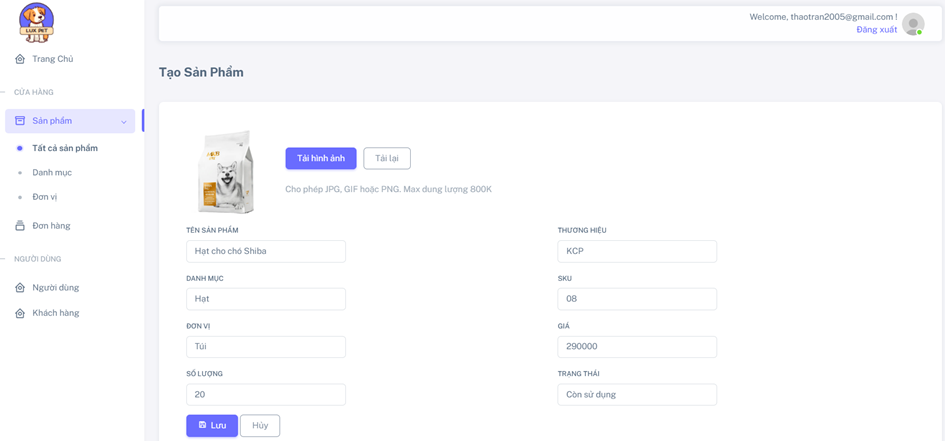 LUX PET
Welcome, thaotran2005@gmail.com !
Đăng xuất
Trang Chủ
CỬA HÀNG
Sản phẩm
Tất cả sản phẩm
Danh mục
Đơn vị
Đơn hàng
NGƯỜI DÙNG
Người dùng
Khách hàng
Tạo Sản Phẩm
Tải hình ảnh
Tải lại
Cho phép JPG, GIF hoặc PNG. Max dung lượng 800K
TÊN SẢN PHẨM
Hạt cho chó Shiba
THƯƠNG HIỆU
KCP
DANH MỤC
Hạt
SKU
08
ĐƠN VỊ
Túi
GIÁ
290000
SỐ LƯỢNG
20
TRẠNG THÁI
Còn sử dụng
Lưu
Hủy